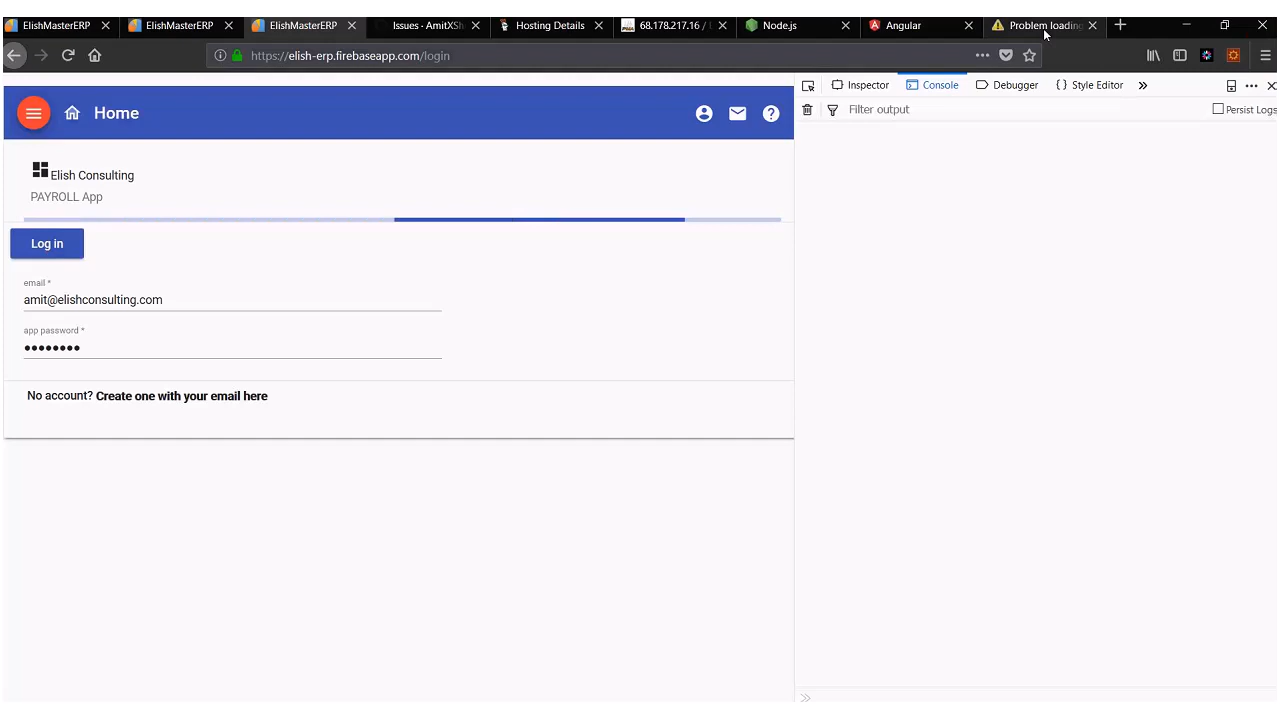 ElishMasterERP ElishMasterERP ElishMasterERP Issues · AmitXSh Hosting Details 68.178.217.16 / Node.js Angular Problem loading
https://elish-erp.firebaseapp.com/login
Inspector Console Debugger { } Style Editor
Filter output Persist Logs
Home
Elish Consulting
PAYROLL App
Log in
email *
amit@elishconsulting.com
app password *
••••••••
No account? Create one with your email here